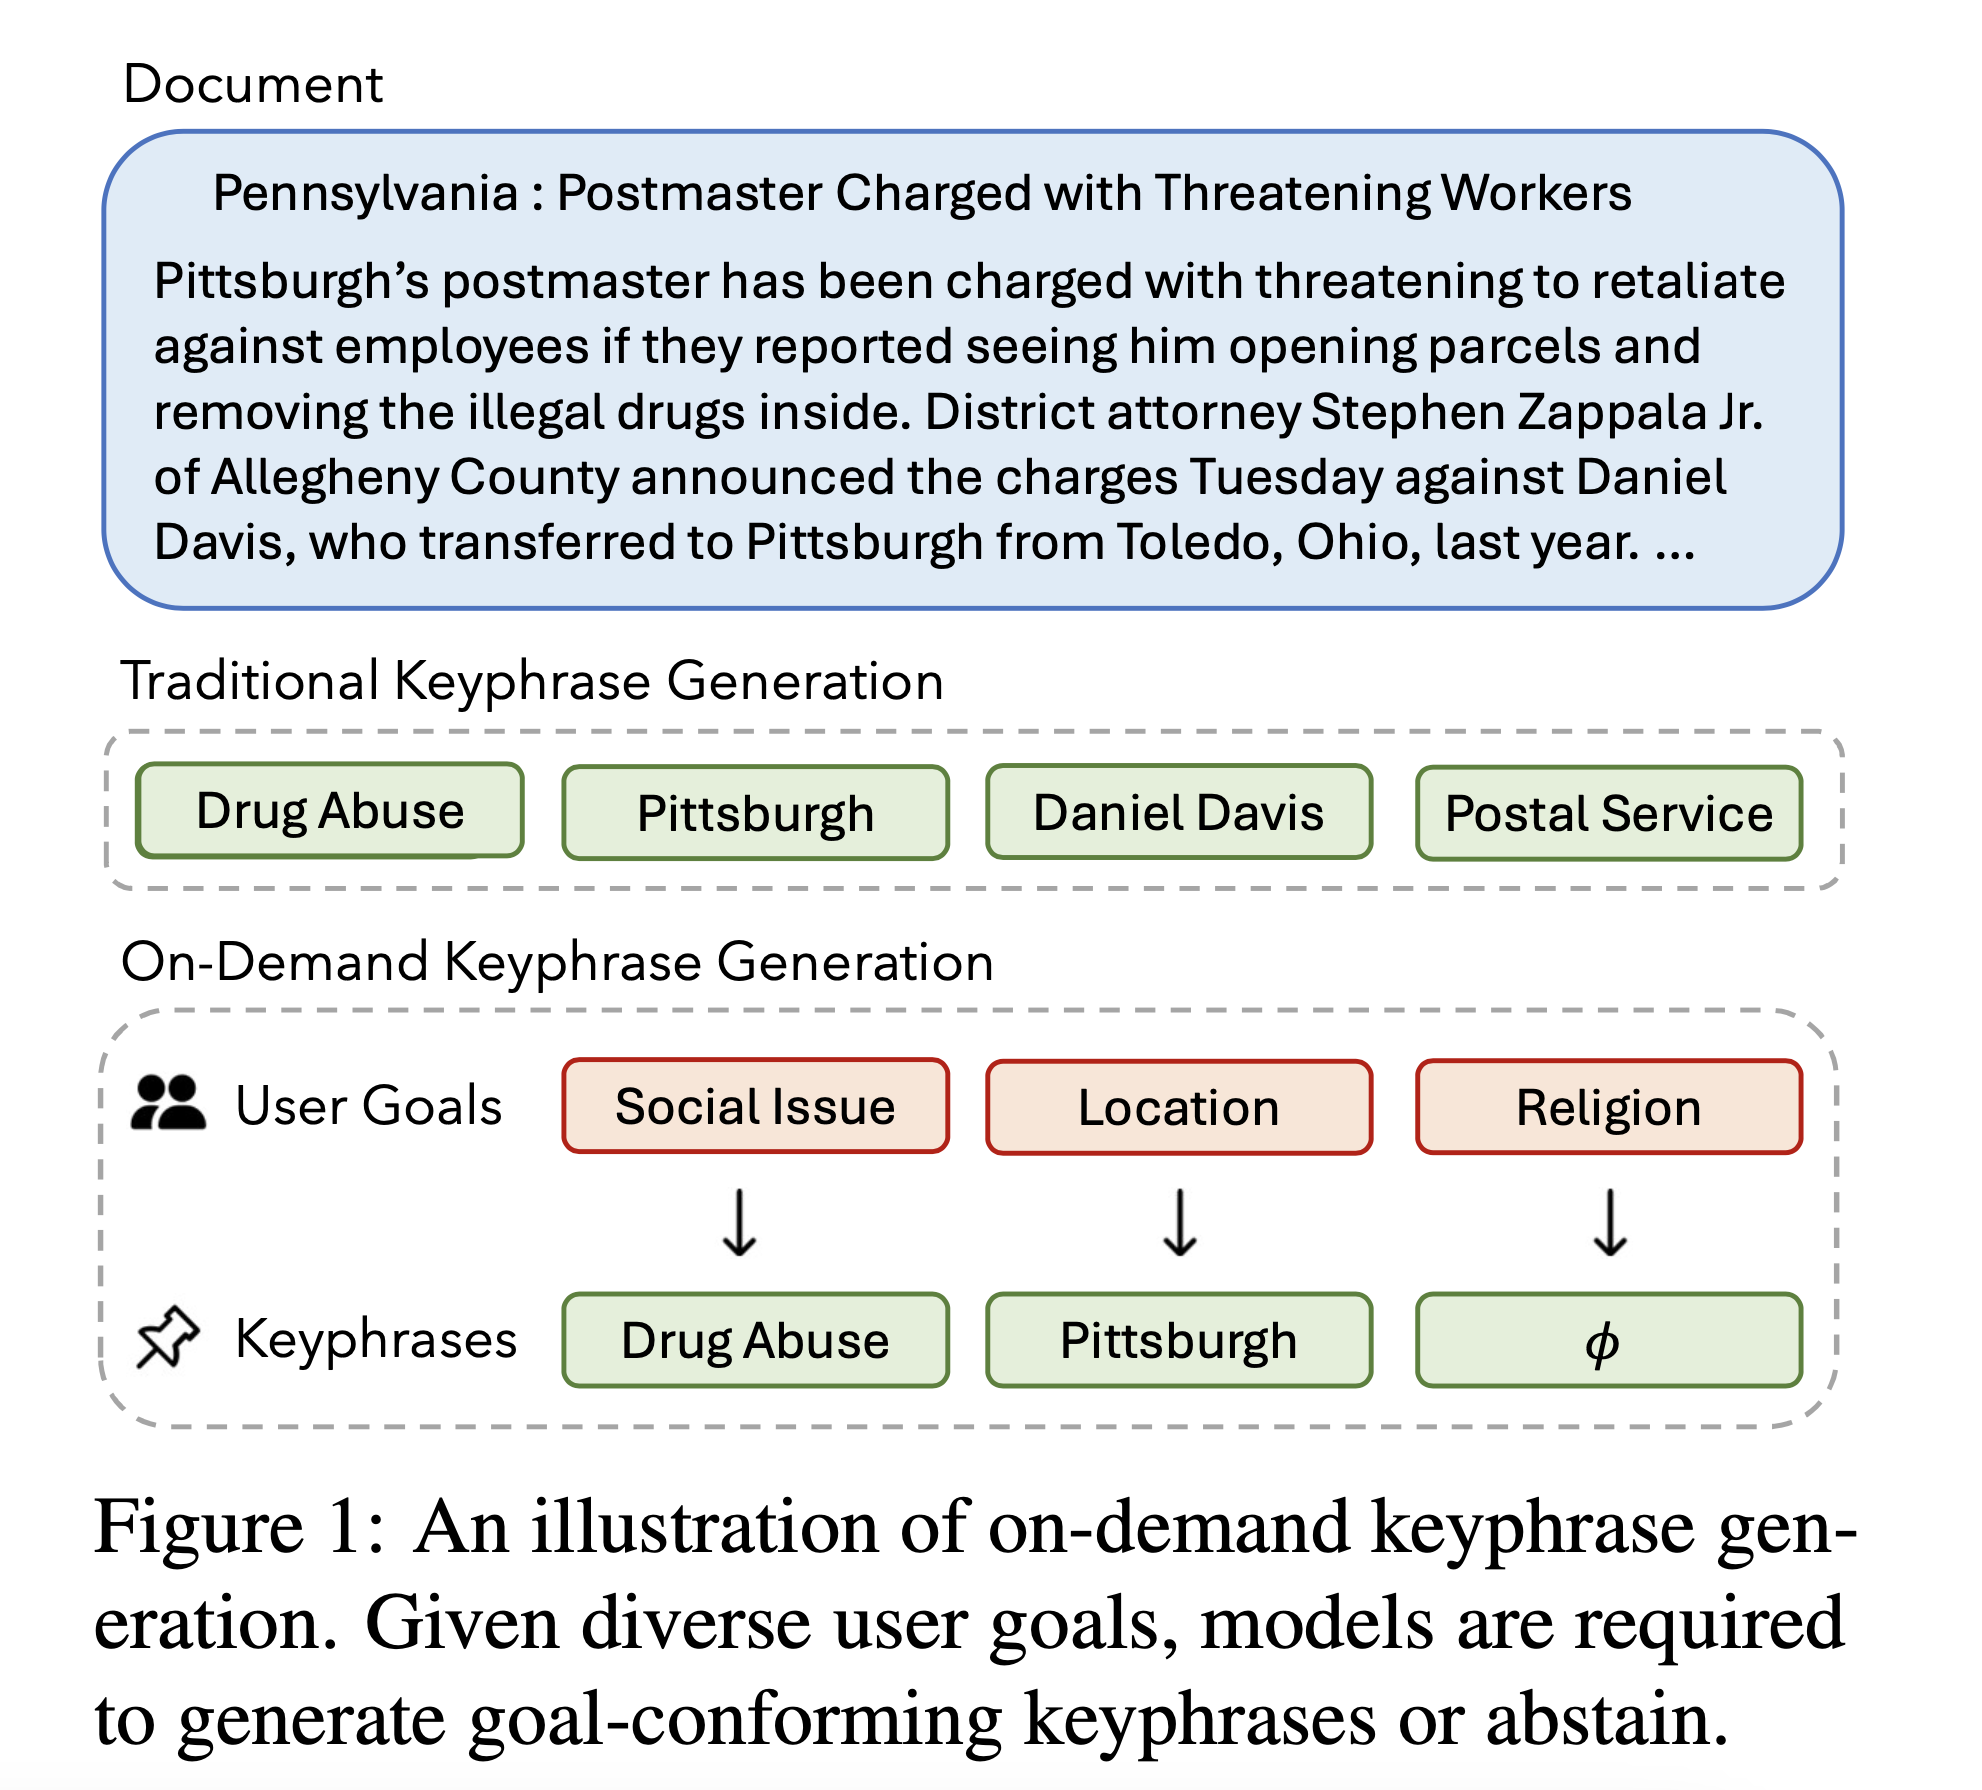 Document
Pennsylvania : Postmaster Charged with Threatening Workers
Pittsburgh’s postmaster has been charged with threatening to retaliate
against employees if they reported seeing him opening parcels and
removing the illegal drugs inside. District attorney Stephen Zappala Jr.
of Allegheny County announced the charges Tuesday against Daniel
Davis, who transferred to Pittsburgh from Toledo, Ohio, last year. ...
Traditional Keyphrase Generation
Drug Abuse Pittsburgh Daniel Davis Postal Service
On-Demand Keyphrase Generation
User Goals Social Issue Location Religion
Keyphrases Drug Abuse Pittsburgh ϕ
Figure 1: An illustration of on-demand keyphrase gen-
eration. Given diverse user goals, models are required
to generate goal-conforming keyphrases or abstain.